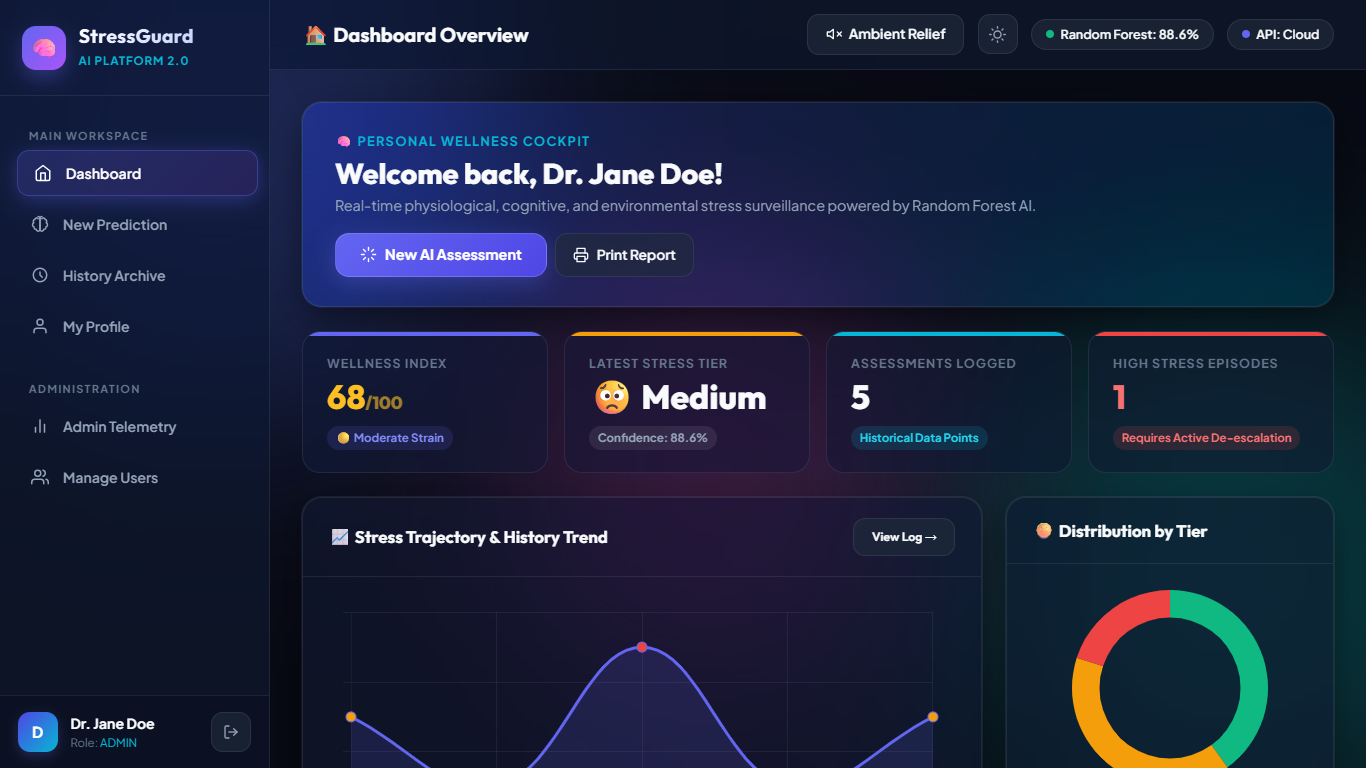 StressGuard
AI PLATFORM 2.0
MAIN WORKSPACE
Dashboard
New Prediction
History Archive
My Profile
ADMINISTRATION
Admin Telemetry
Manage Users
D
Dr. Jane Doe
Role: ADMIN
Dashboard Overview
Ambient Relief
Random Forest: 88.6%
API: Cloud
PERSONAL WELLNESS COCKPIT
Welcome back, Dr. Jane Doe!
Real-time physiological, cognitive, and environmental stress surveillance powered by Random Forest AI.
New AI Assessment
Print Report
WELLNESS INDEX
68/100
Moderate Strain
LATEST STRESS TIER
Medium
Confidence: 88.6%
ASSESSMENTS LOGGED
5
Historical Data Points
HIGH STRESS EPISODES
1
Requires Active De-escalation
Stress Trajectory & History Trend
View Log →
Distribution by Tier